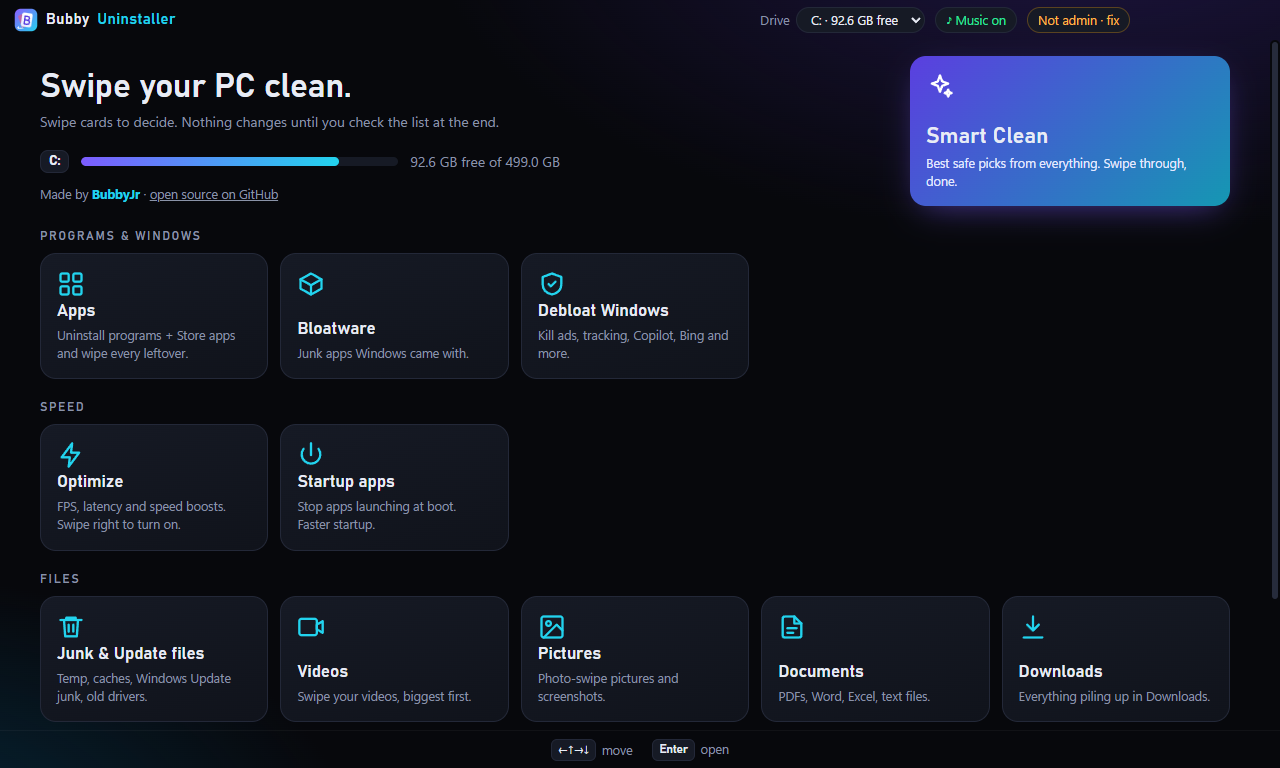 Bubby Uninstaller
Drive
C: · 92.6 GB free
♪ Music on
Not admin · fix
Swipe your PC clean.
Swipe cards to decide. Nothing changes until you check the list at the end.
C:
92.6 GB free of 499.0 GB
Made by BubbyJr · open source on GitHub
Smart Clean
Best safe picks from everything. Swipe through,
done.
PROGRAMS & WINDOWS
Apps
Uninstall programs + Store apps
and wipe every leftover.
Bloatware
Junk apps Windows came with.
Debloat Windows
Kill ads, tracking, Copilot, Bing and
more.
SPEED
Optimize
FPS, latency and speed boosts.
Swipe right to turn on.
Startup apps
Stop apps launching at boot.
Faster startup.
FILES
Junk & Update files
Temp, caches, Windows Update
junk, old drivers.
Videos
Swipe your videos, biggest first.
Pictures
Photo-swipe pictures and
screenshots.
Documents
PDFs, Word, Excel, text files.
Downloads
Everything piling up in Downloads.
←↑→↓ move
Enter open